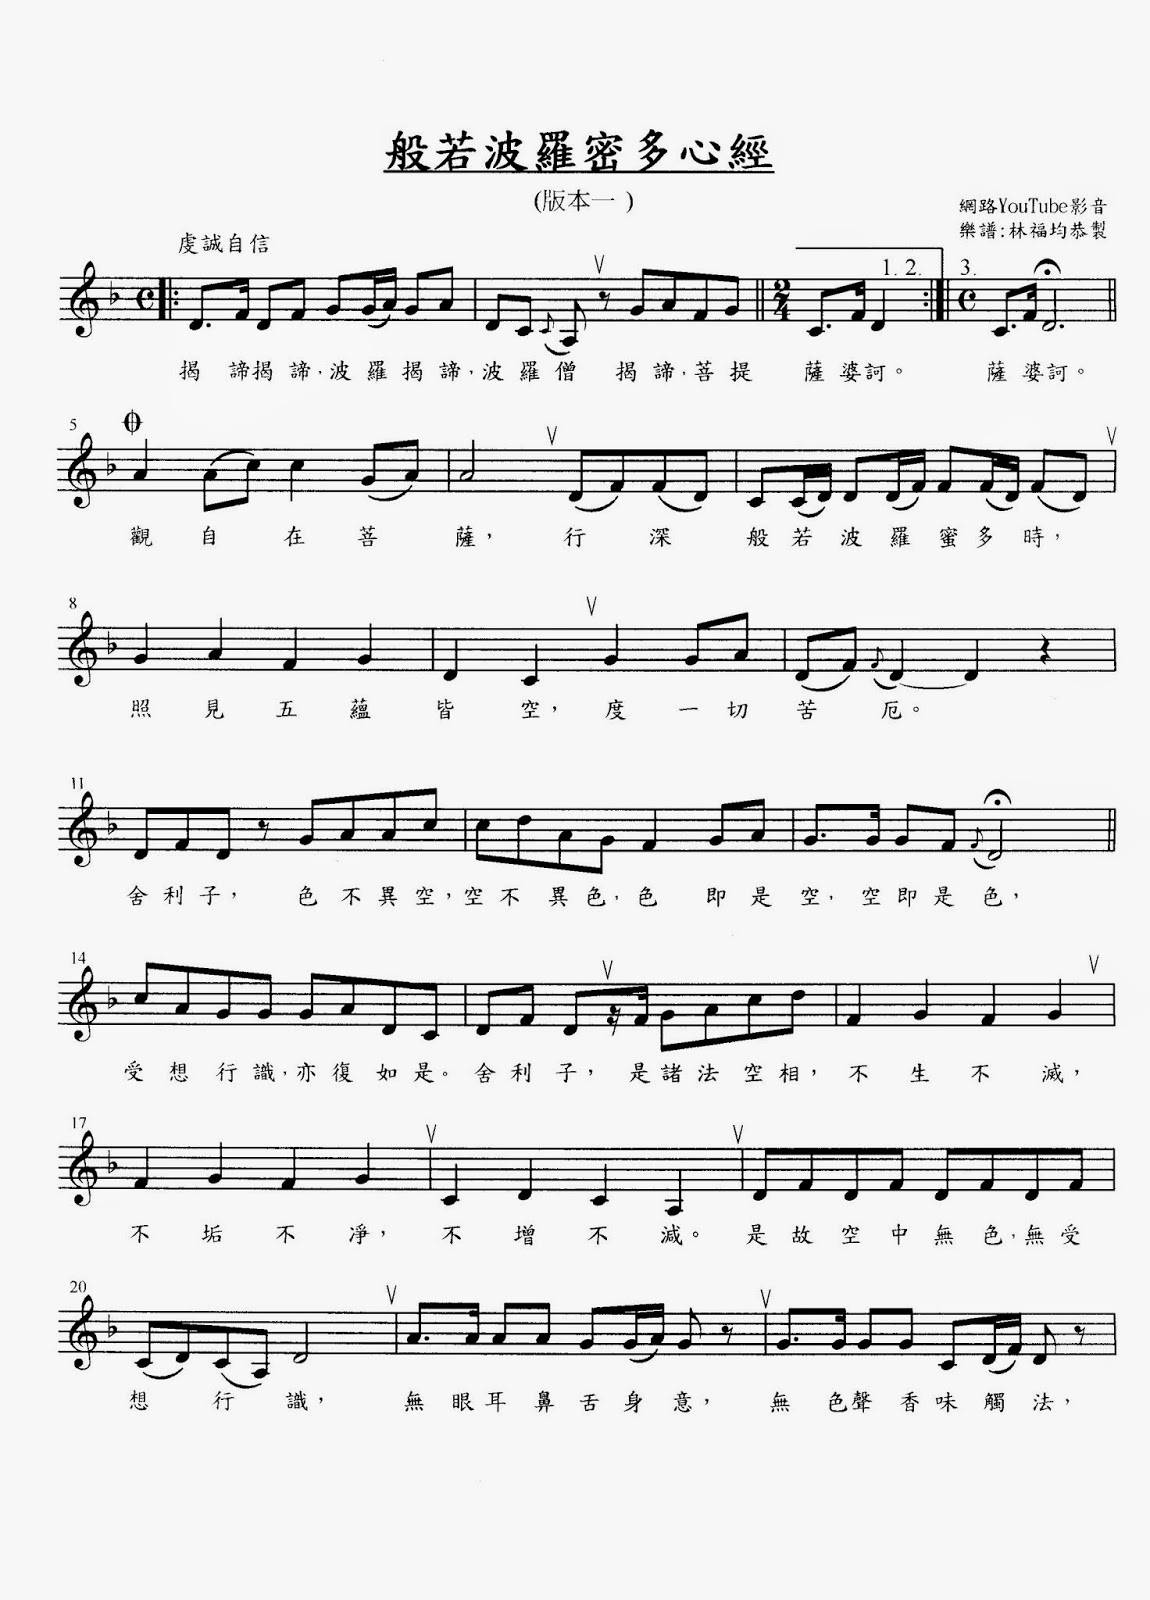 般若波羅密多心經
(版本一 )
網路YouTube影音
樂譜:林福均恭製
虔誠自信
1. 2.
3.
揭 諦揭 諦,波 羅 揭 諦,波 羅 僧 揭 諦,菩 提 薩 婆訶。 薩 婆訶。
5
觀 自 在 菩 薩, 行 深 般 若 波 羅 蜜 多 時,
8
照 見 五 蘊 皆 空, 度 一 切 苦 厄。
11
舍 利 子, 色 不 異 空,空 不 異 色,色 即 是 空, 空 即 是 色,
14
受 想 行 識,亦 復 如 是。舍 利 子, 是 諸 法 空 相, 不 生 不 滅,
17
不 垢 不 凈, 不 增 不 減。 是 故 空 中 無 色,無 受
20
想 行 識, 無 眼 耳 鼻 舌 身 意, 無 色聲 香 味 觸 法,